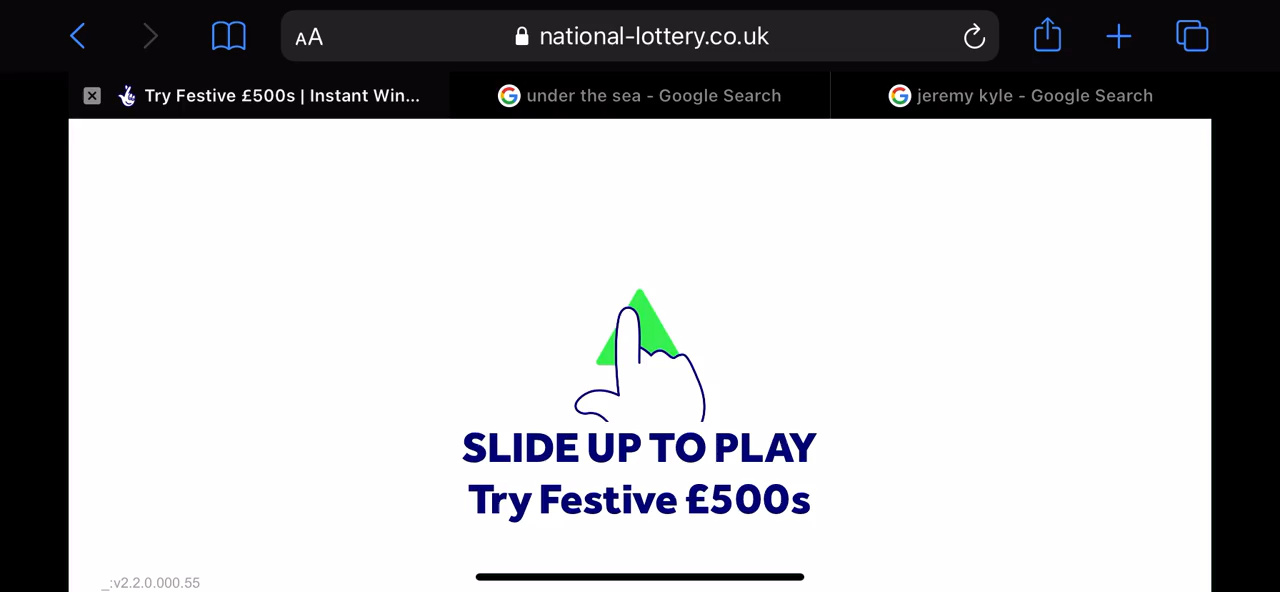 AA national-lottery.co.uk
Try Festive £500s | Instant Win...
under the sea - Google Search
jeremy kyle - Google Search
SLIDE UP TO PLAY
Try Festive £500s
_:v2.2.0.000.55